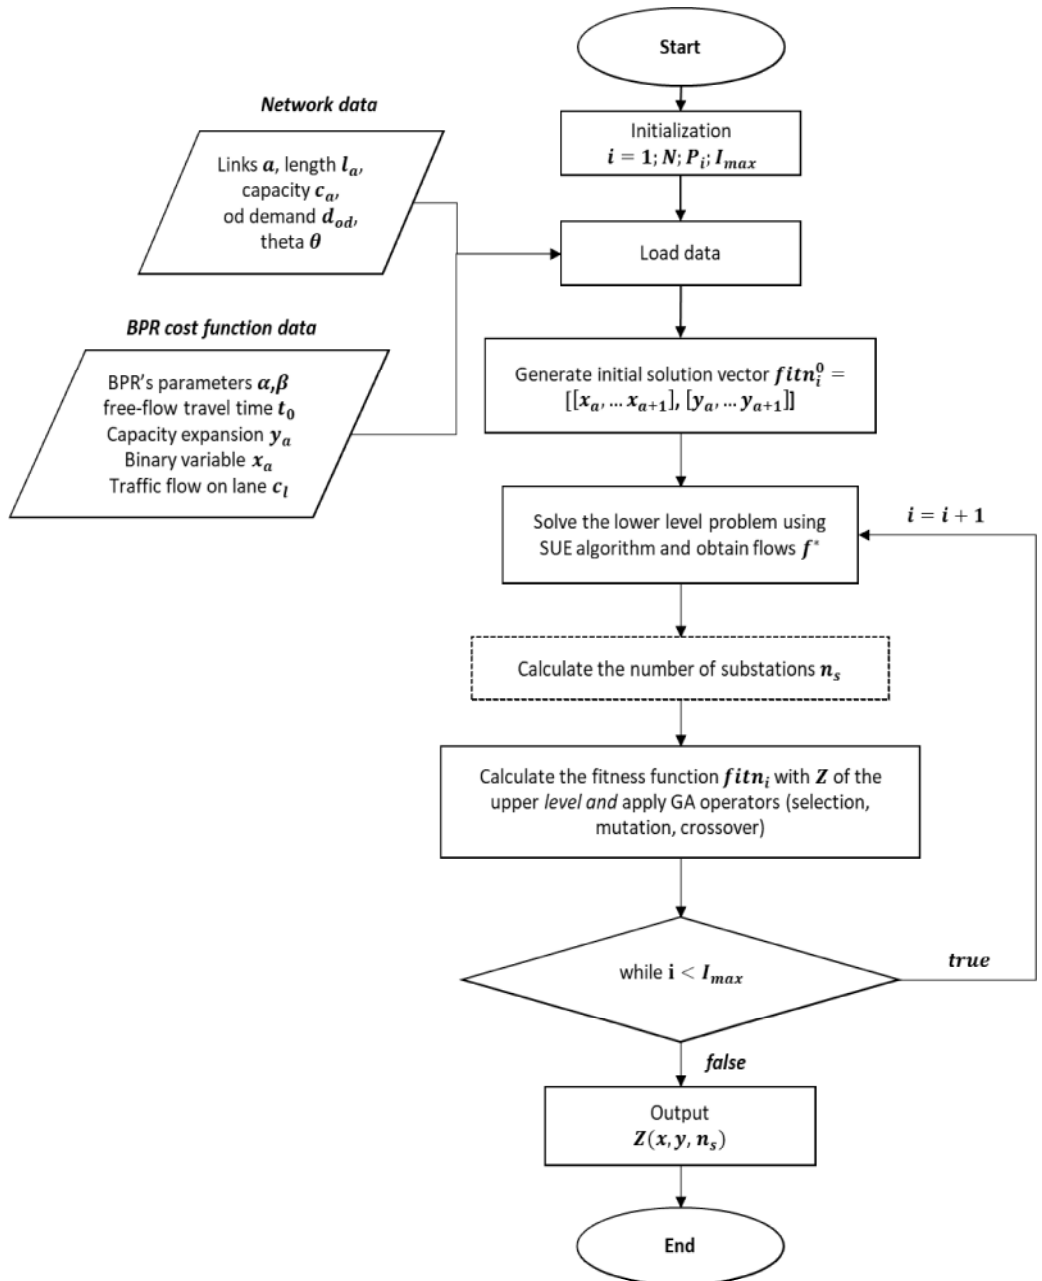 Start
Network data
Initialization
i = 1; N; P_i; I_max
Links a, length l_a,
capacity c_a,
od demand d_od,
theta θ
Load data
BPR cost function data
BPR's parameters α,β
free-flow travel time t_0
Capacity expansion y_a
Binary variable x_a
Traffic flow on lane c_l
Generate initial solution vector fitn_i^0 =
[[x_a, … x_{a+1}], [y_a, … y_{a+1}]]
Solve the lower level problem using
SUE algorithm and obtain flows f*
i = i + 1
Calculate the number of substations n_s
Calculate the fitness function fitn_i with Z of the
upper level and apply GA operators (selection,
mutation, crossover)
while i < I_max
true
false
Output
Z(x, y, n_s)
End